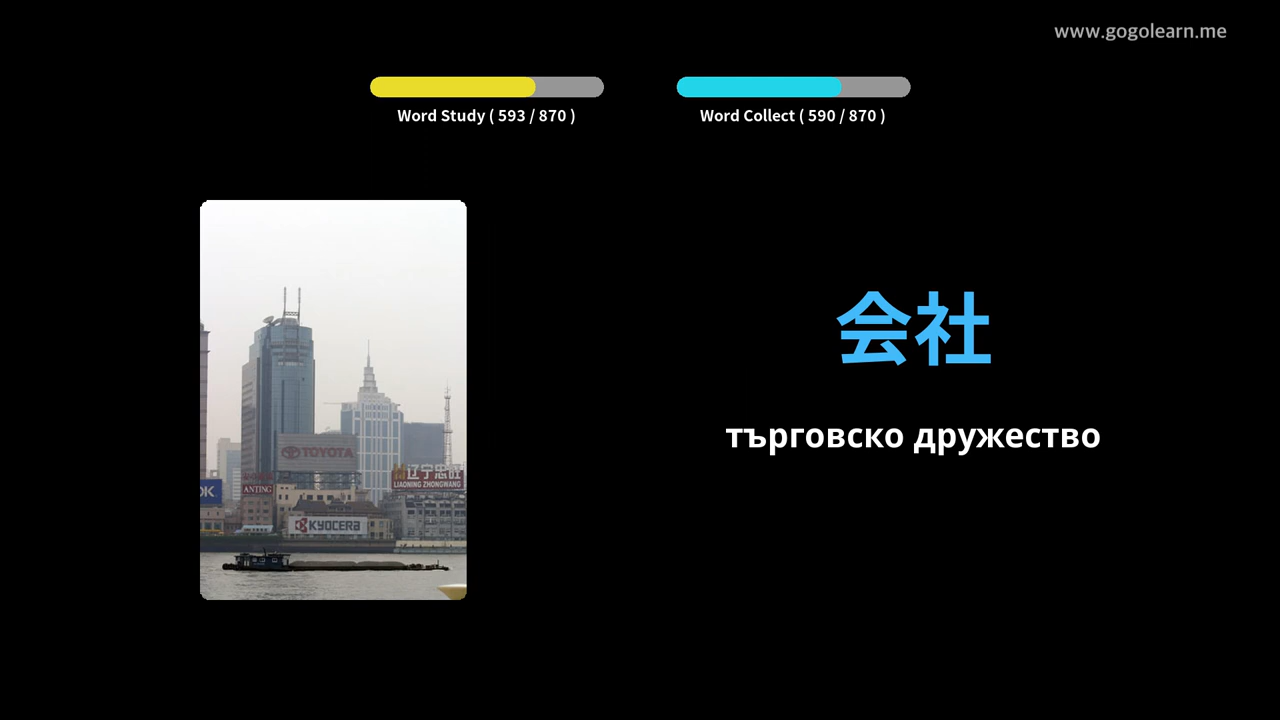 www.gogolearn.me
Word Study ( 593 / 870 )
Word Collect ( 590 / 870 )
会社
търговско дружество
TOYOTA
辽宁忠旺
LIAONING ZHONGWANG
ANTING
KYOCERA